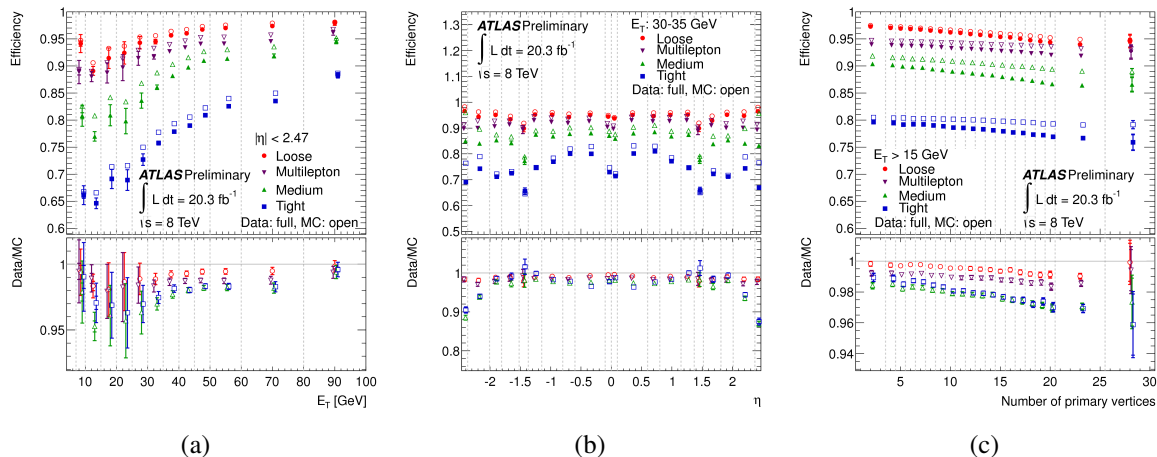 Efficiency
1
0.95
0.9
0.85
0.8
0.75
0.7
0.65
0.6
|η| < 2.47
Loose
Multilepton
Medium
Tight
Data: full, MC: open
ATLAS Preliminary
∫ L dt = 20.3 fb⁻¹
√s = 8 TeV
Data/MC
1
0.95
10 20 30 40 50 60 70 80 90 100
E_T [GeV]
(a)
Efficiency
1.3
1.2
1.1
1
0.9
0.8
0.7
0.6
0.5
ATLAS Preliminary
∫ L dt = 20.3 fb⁻¹
√s = 8 TeV
E_T: 30-35 GeV
Loose
Multilepton
Medium
Tight
Data: full, MC: open
Data/MC
1
0.9
0.8
-2 -1.5 -1 -0.5 0 0.5 1 1.5 2
η
(b)
Efficiency
1
0.95
0.9
0.85
0.8
0.75
0.7
0.65
0.6
E_T > 15 GeV
Loose
Multilepton
Medium
Tight
Data: full, MC: open
ATLAS Preliminary
∫ L dt = 20.3 fb⁻¹
√s = 8 TeV
Data/MC
1
0.98
0.96
0.94
5 10 15 20 25 30
Number of primary vertices
(c)